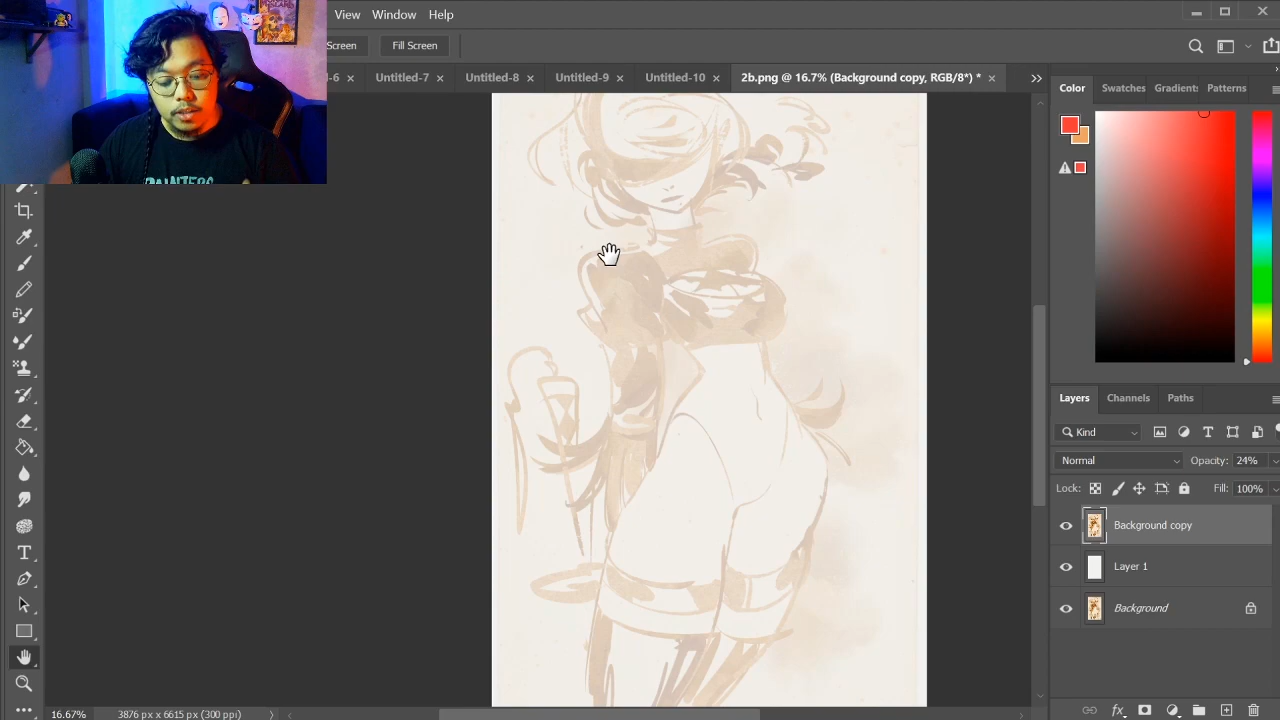 View Window Help
Screen Fill Screen
-6 Untitled-7 Untitled-8 Untitled-9 Untitled-10 2b.png @ 16.7% (Background copy, RGB/8*) *
Color Swatches Gradient: Patterns
PAINTERS
Layers Channels Paths
Kind
Normal Opacity: 24%
Lock: Fill: 100%
Background copy
Layer 1
Background
16.67% 3876 px x 6615 px (300 ppi)